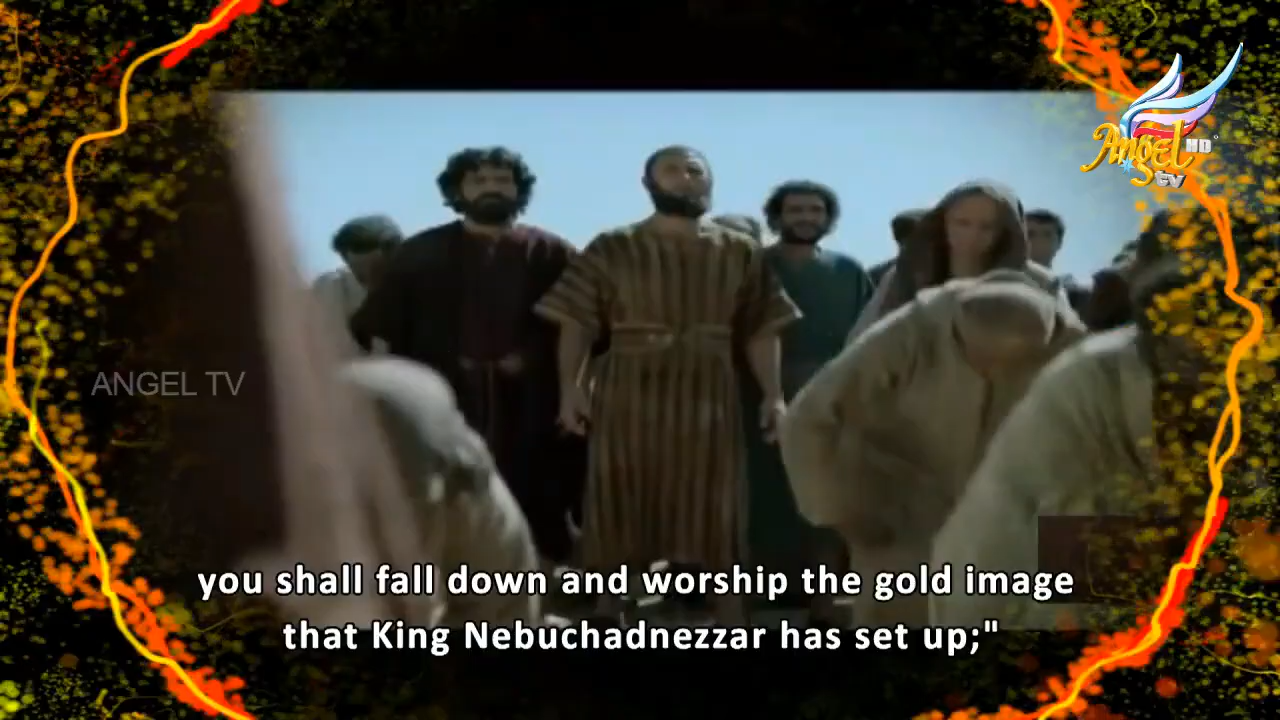 Angel HD
tv
ANGEL TV
you shall fall down and worship the gold image
that King Nebuchadnezzar has set up;"